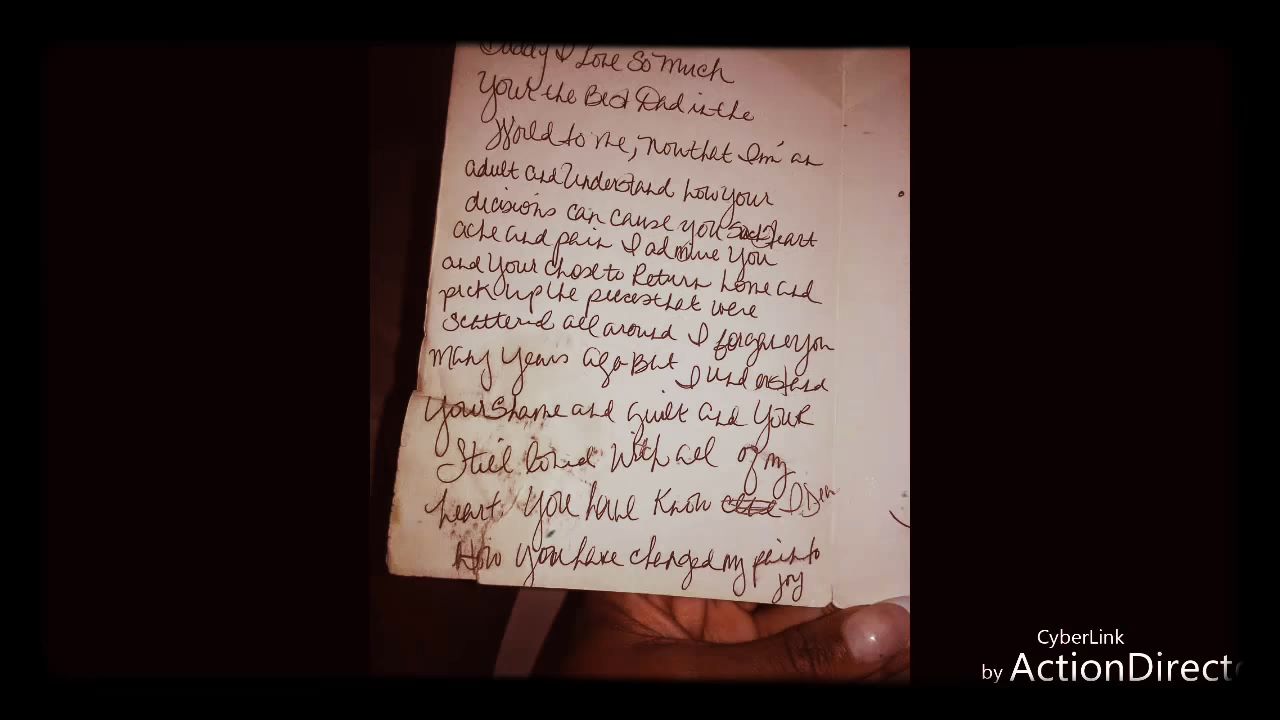 Daddy I Love So Much
Your the Best Dad in the
World to me, now that I'm an
adult and Understand how your
decisions can cause you heart
ache and pain I admire you
and your chose to Return home and
pick up the pieces that were
scattered all around I forgave you
many years ago But
I understand
Your shame and guilt and YOUR
Still loved With all of my
heart. You have Know I
How you have changed my pain to
joy
CyberLink
by ActionDirect